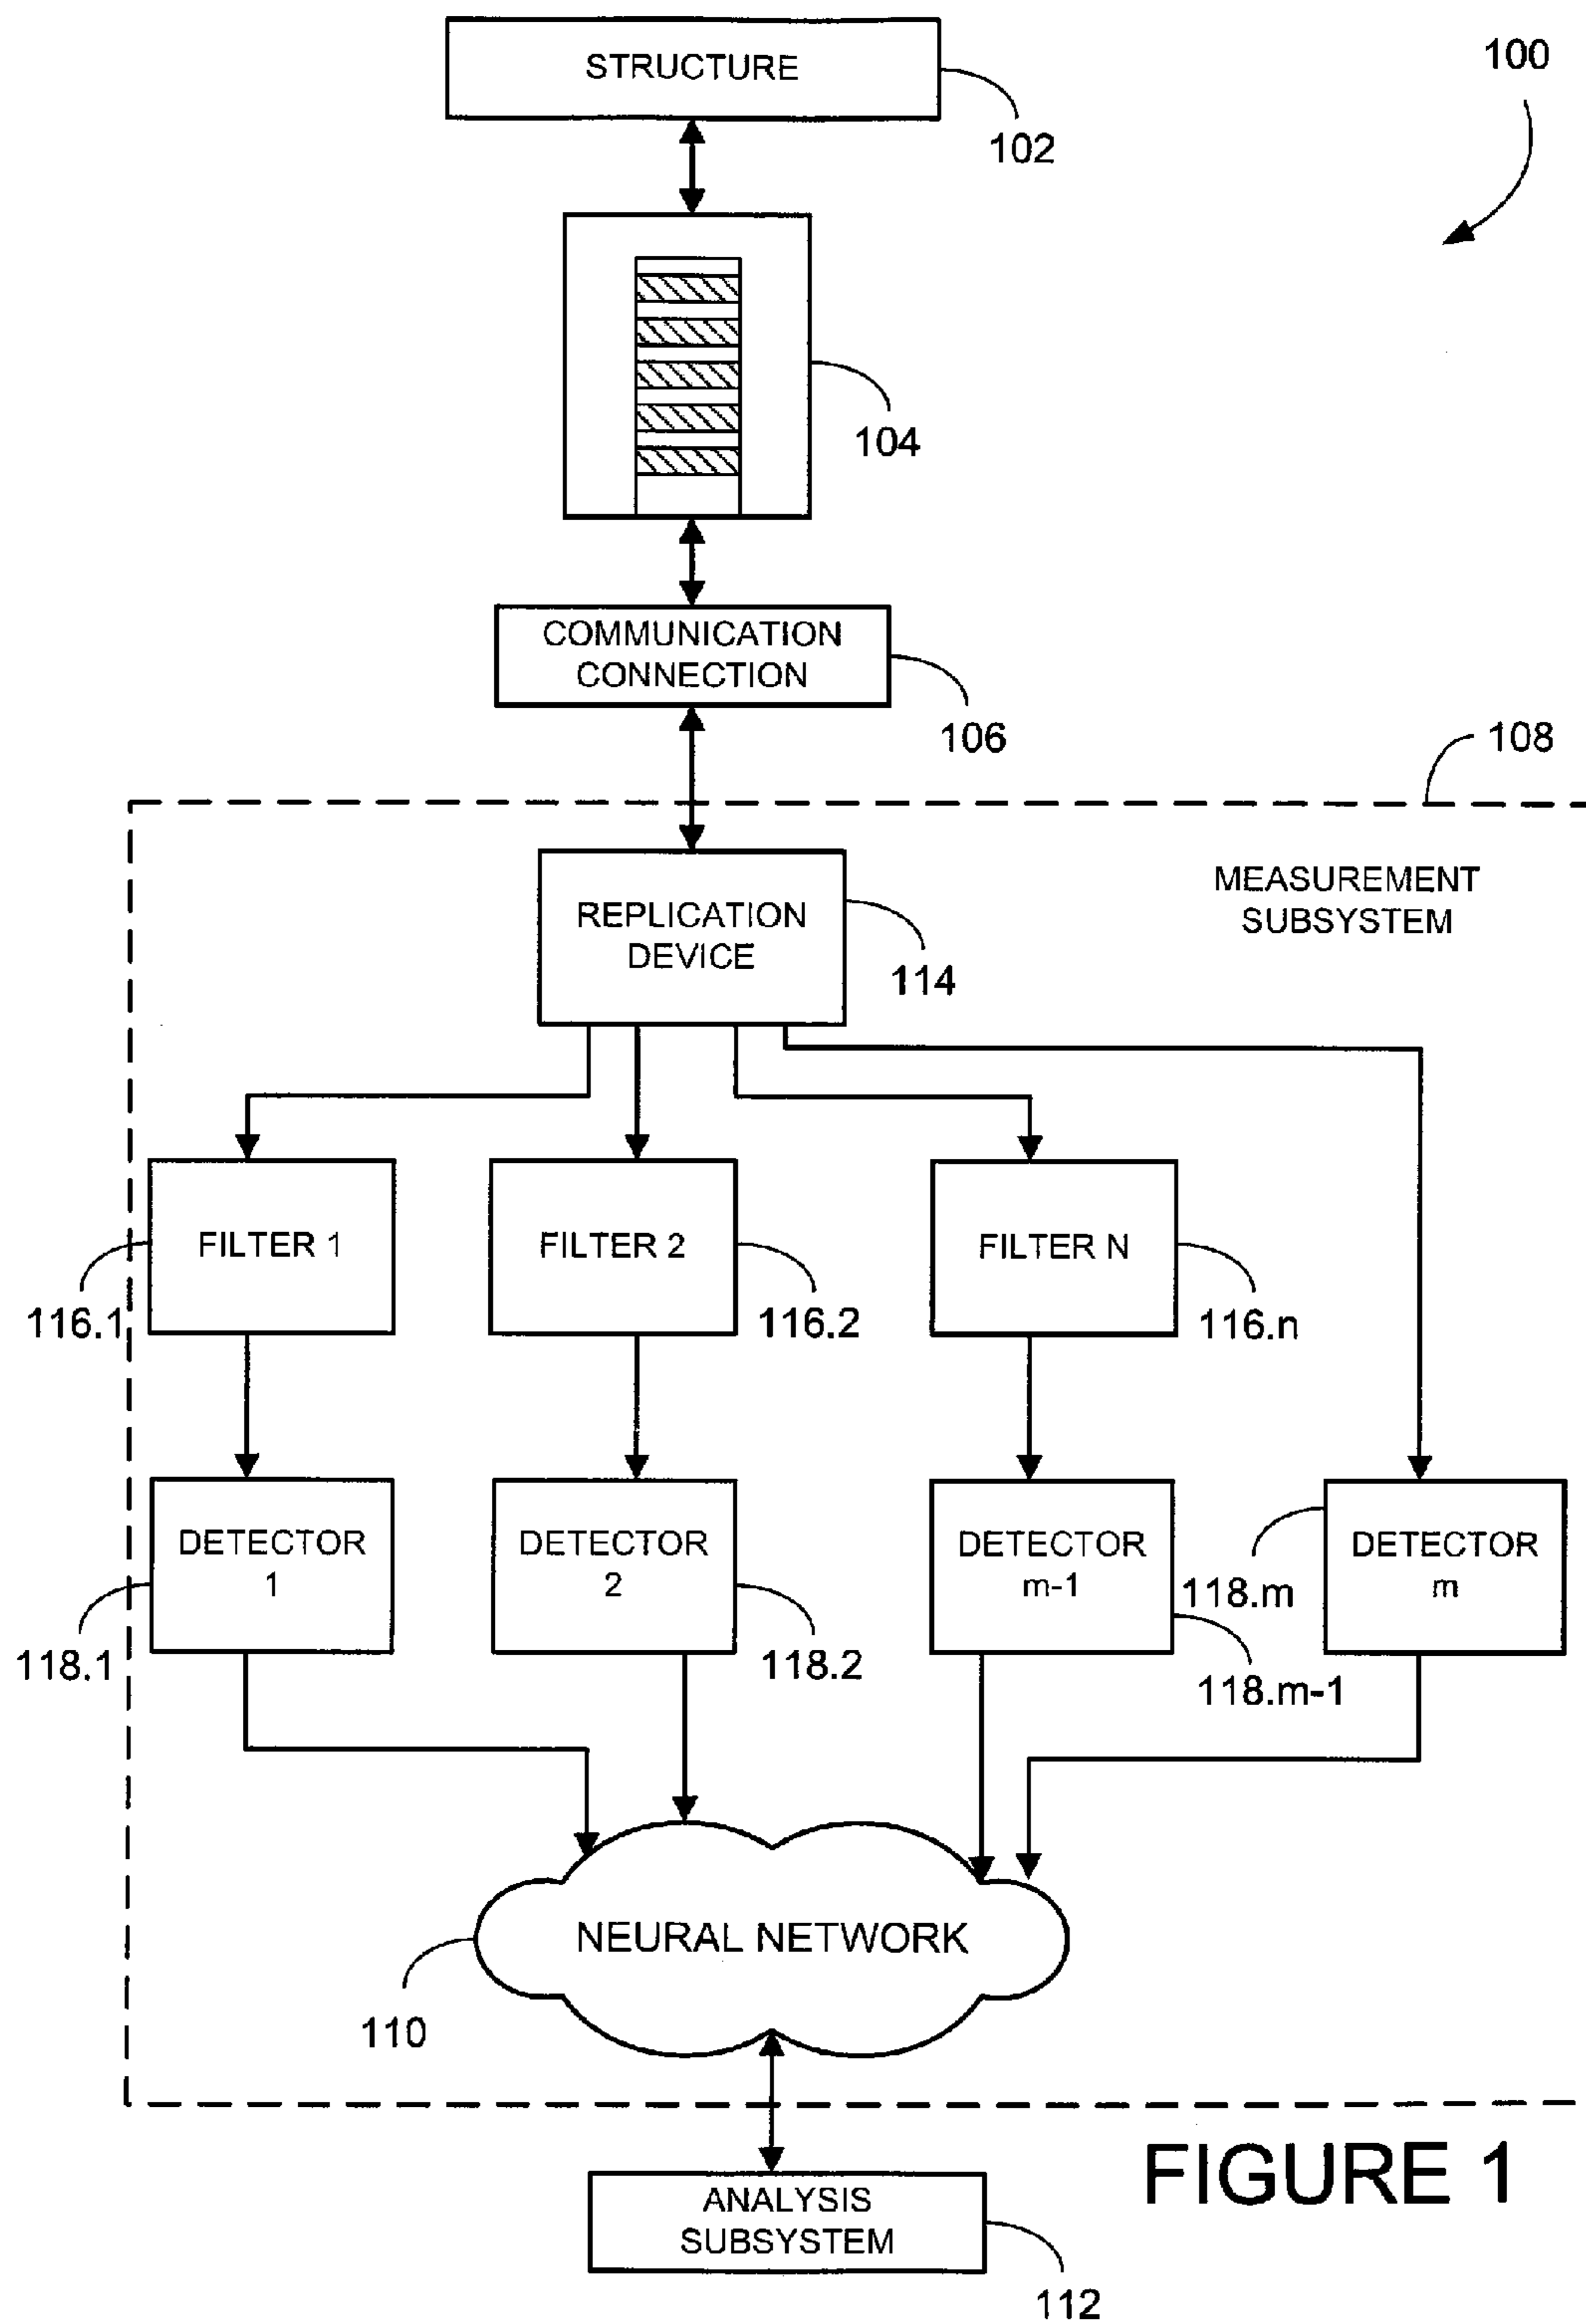 STRUCTURE
100
102
104
COMMUNICATION
CONNECTION
106
108
MEASUREMENT
SUBSYSTEM
REPLICATION
DEVICE
114
FILTER 1
FILTER 2
FILTER N
116.1
116.2
116.n
DETECTOR
1
DETECTOR
2
DETECTOR
m-1
DETECTOR
m
118.m
118.1
118.2
118.m-1
NEURAL NETWORK
110
FIGURE 1
ANALYSIS
SUBSYSTEM
112